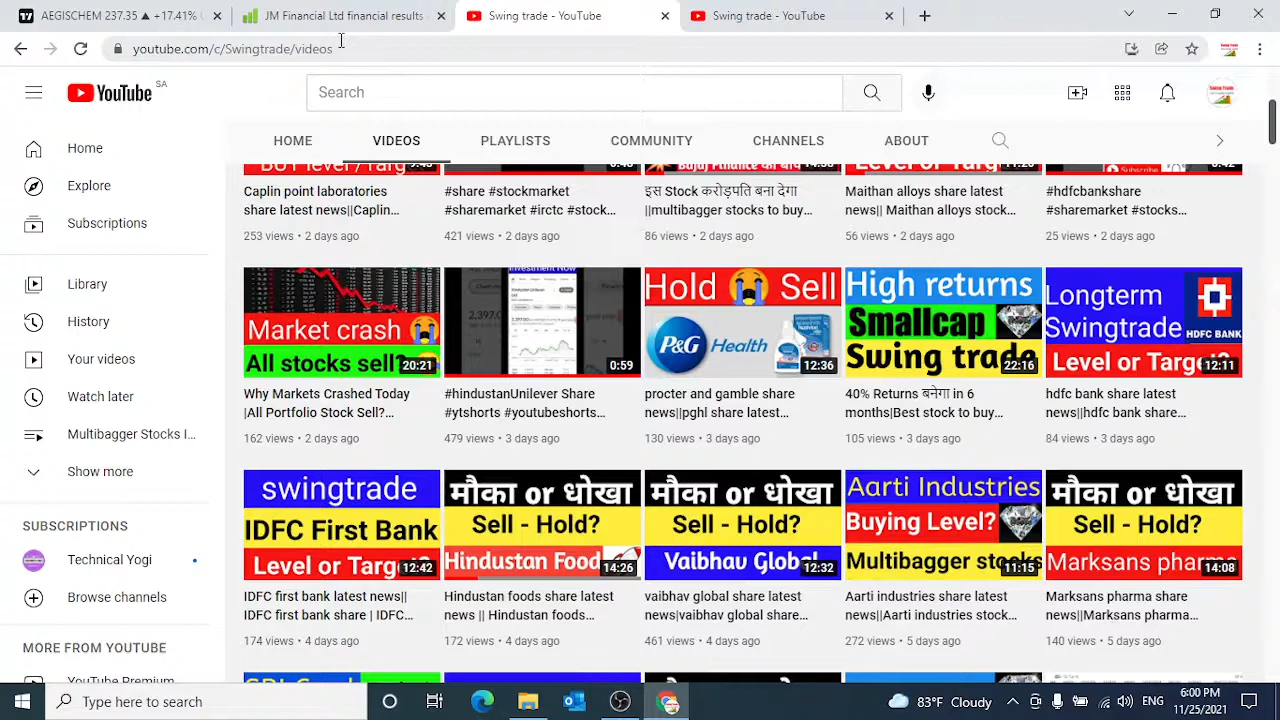 AEGISCHEM 237.35 ▲ +17.41% (
JM Financial results
Swing trade - YouTube
Swing trade - YouTube
youtube.com/c/Swingtrade/videos
YouTube SA
Search
HOME VIDEOS PLAYLISTS COMMUNITY CHANNELS ABOUT
Home
Explore
Subscriptions
Library
History
Your videos
Watch later
Multibagger Stocks I...
Show more
SUBSCRIPTIONS
Technical Yogi
Browse channels
MORE FROM YOUTUBE
YouTube Premium
Caplin point laboratories
share latest news||Caplin...
253 views • 2 days ago
#share #stockmarket
#sharemarket #irctc #stock...
421 views • 2 days ago
इस Stock करोड़पति बना देगा
||multibagger stocks to buy...
86 views • 2 days ago
Maithan alloys share latest
news|| Maithan alloys stock...
56 views • 2 days ago
Subscribe
#hdfcbankshare
#sharemarket #stocks...
25 views • 2 days ago
Market crash
All stocks sell?
20:21
Why Markets Crashed Today
|All Portfolio Stock Sell?...
162 views • 2 days ago
Investment Now
0:59
#hindustanUnilever Share
#ytshorts #youtubeshorts...
479 views • 3 days ago
Hold Sell
P&G Health
12:36
procter and gamble share
news||pghl share latest...
130 views • 3 days ago
High returns
Smallcap
Swing trade
22:16
40% Returns बनेगा in 6
months|Best stock to buy...
105 views • 3 days ago
Longterm
Swingtrade
HDFC BANK
Level or Target?
12:11
hdfc bank share latest
news||hdfc bank share...
84 views • 3 days ago
swingtrade
IDFC First Bank
Level or Targ
12:42
IDFC first bank latest news||
IDFC first bank share | IDFC...
174 views • 4 days ago
मौका or धोखा
Sell - Hold?
Hindustan Food
14:26
Hindustan foods share latest
news || Hindustan foods...
172 views • 4 days ago
मौका or धोखा
Sell - Hold?
Vaibhav Global
12:32
vaibhav global share latest
news|vaibhav global share...
461 views • 4 days ago
Aarti Industries
Buying Level?
Multibagger stocks
11:15
Aarti industries share latest
news||Aarti industries stock...
272 views • 5 days ago
मौका or धोखा
Sell - Hold?
Marksans pharma
14:08
Marksans pharma share
news||Marksans pharma...
140 views • 5 days ago
Type here to search
83°F Cloudy
ENG
6:00 PM
11/25/2021